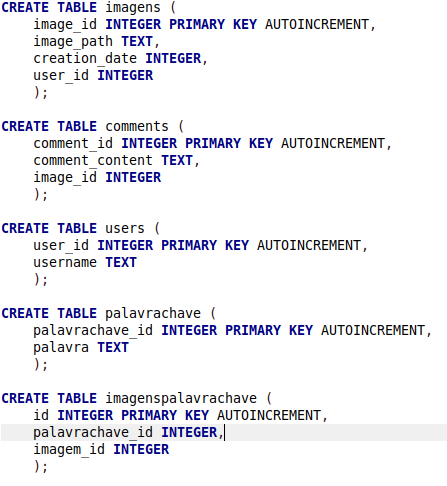 CREATE TABLE imagens (
image_id INTEGER PRIMARY KEY AUTOINCREMENT,
image_path TEXT,
creation_date INTEGER,
user_id INTEGER
);
CREATE TABLE comments (
comment_id INTEGER PRIMARY KEY AUTOINCREMENT,
comment_content TEXT,
image_id INTEGER
);
CREATE TABLE users (
user_id INTEGER PRIMARY KEY AUTOINCREMENT,
username TEXT
);
CREATE TABLE palavrachave (
palavrachave_id INTEGER PRIMARY KEY AUTOINCREMENT,
palavra TEXT
);
CREATE TABLE imagenspalavrachave (
id INTEGER PRIMARY KEY AUTOINCREMENT,
palavrachave_id INTEGER,
imagem_id INTEGER
);